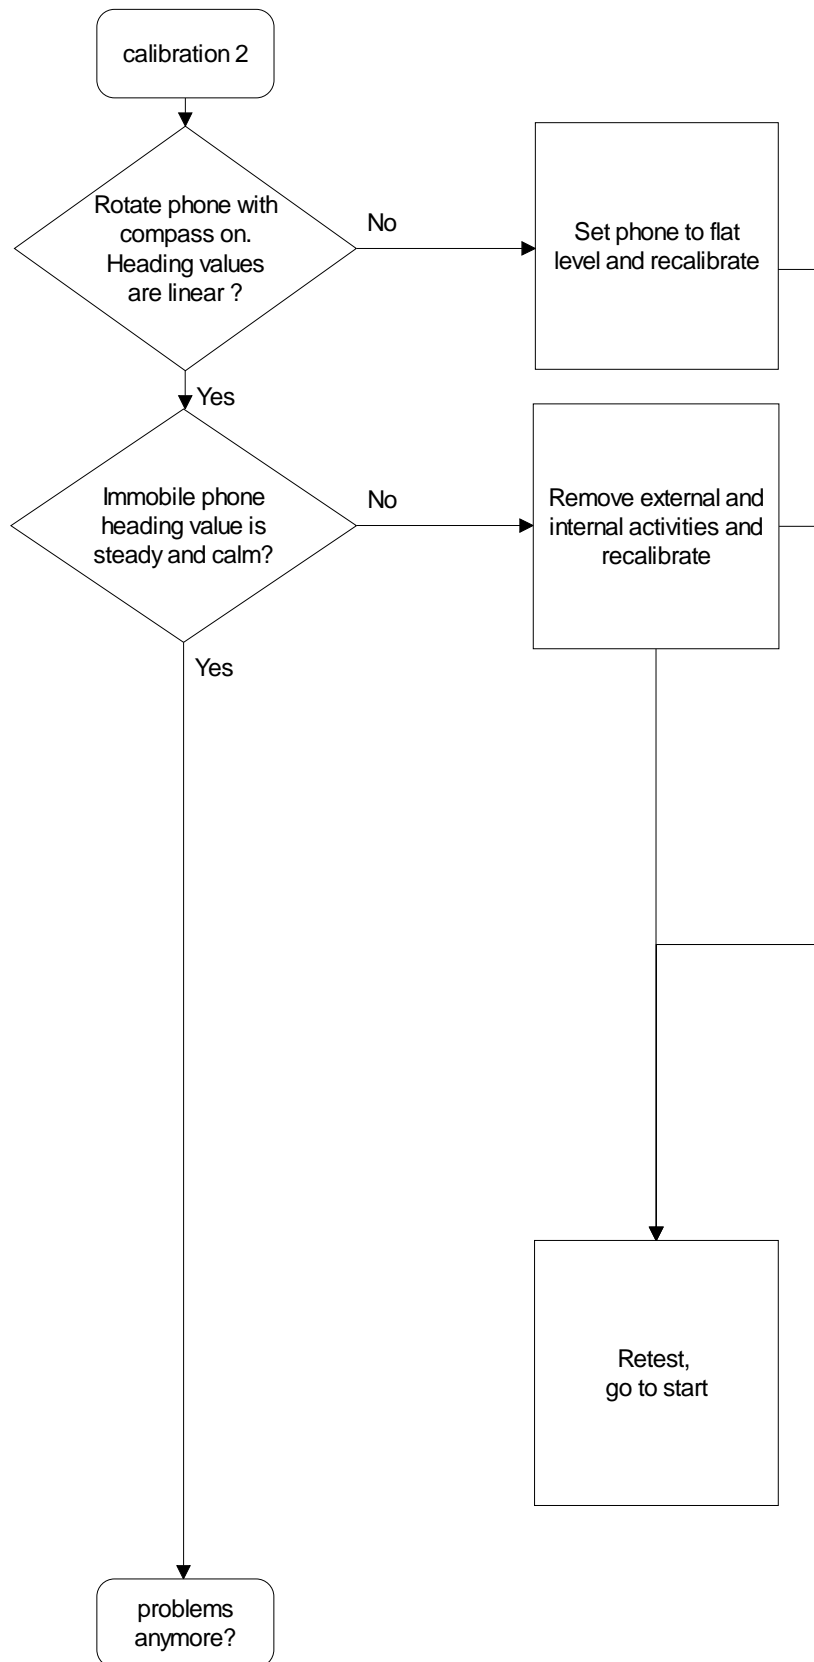 calibration 2
Rotate phone with
compass on.
Heading values
are linear ?
No
Set phone to flat
level and recalibrate
Yes
Immobile phone
heading value is
steady and calm?
No
Remove external and
internal activities and
recalibrate
Yes
Retest,
go to start
problems
anymore?